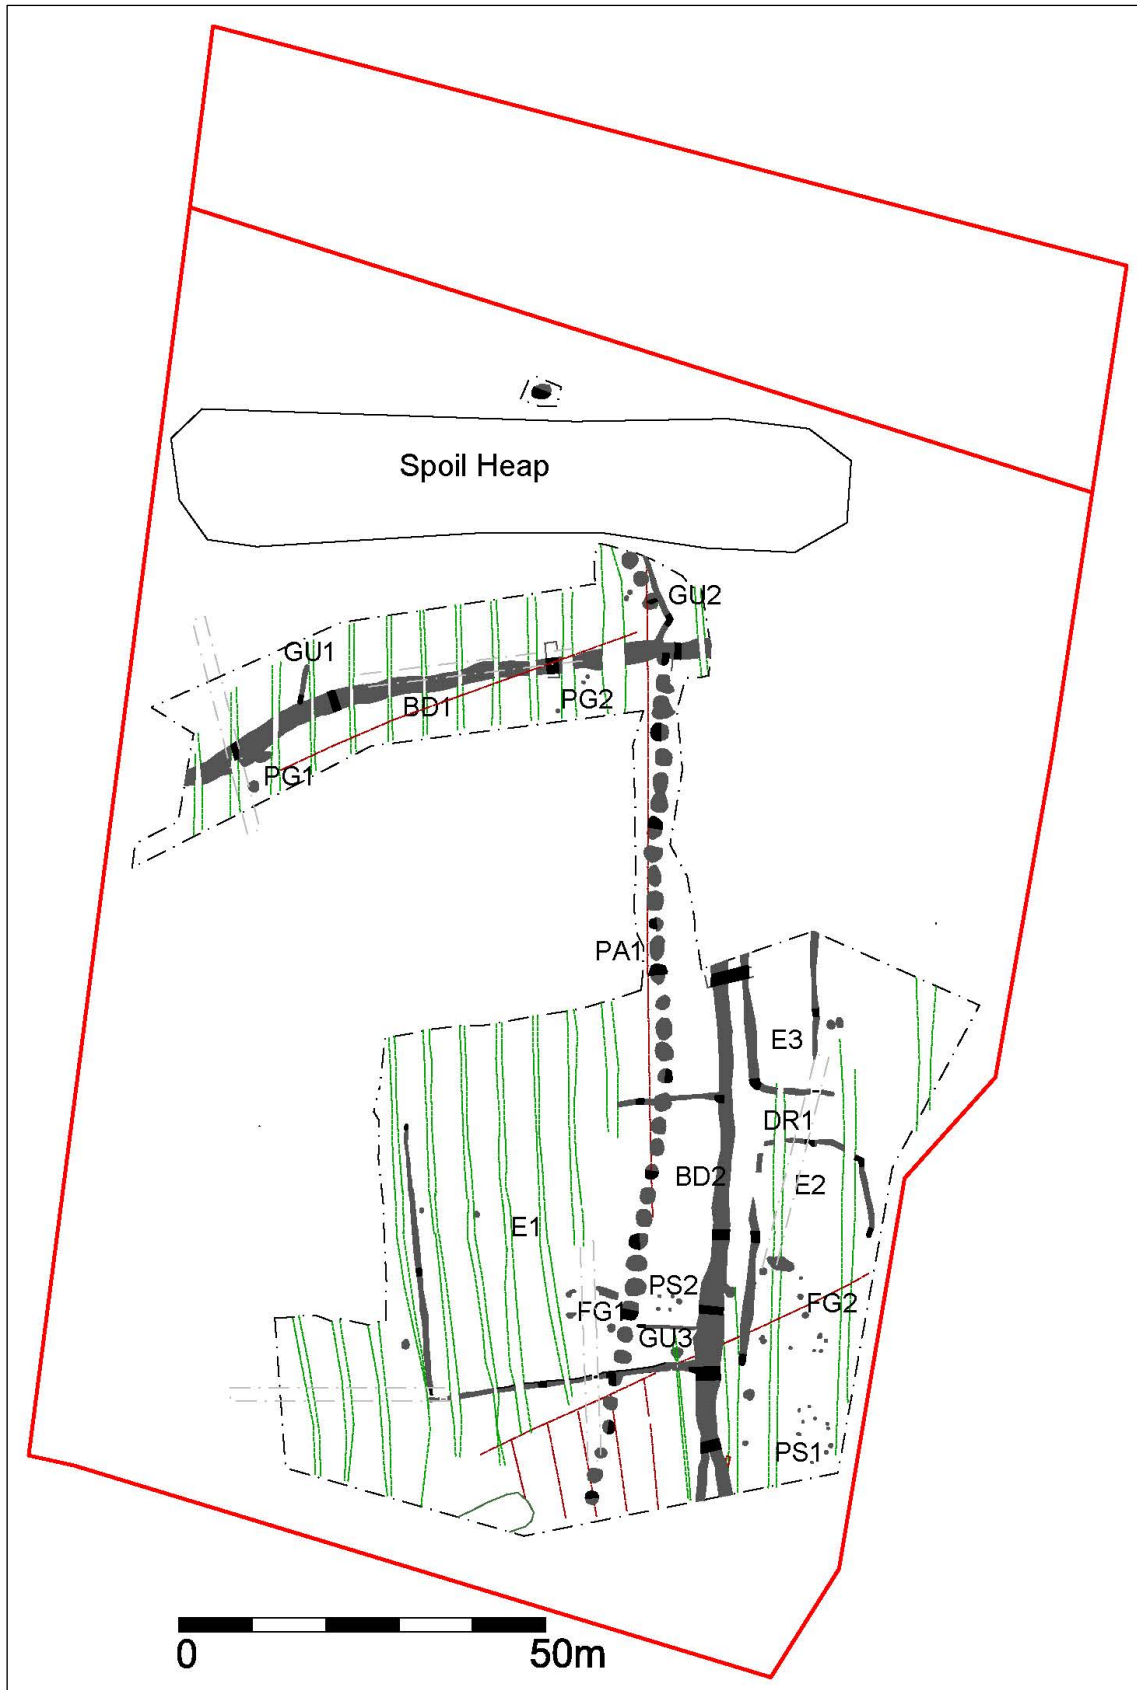 Spoil Heap
GU2
GU1
PG2
BD1
PG1
PA1
E3
DR1
BD2
E2
E1
PS2
FG1
FG2
GU3
PS1
0
50m